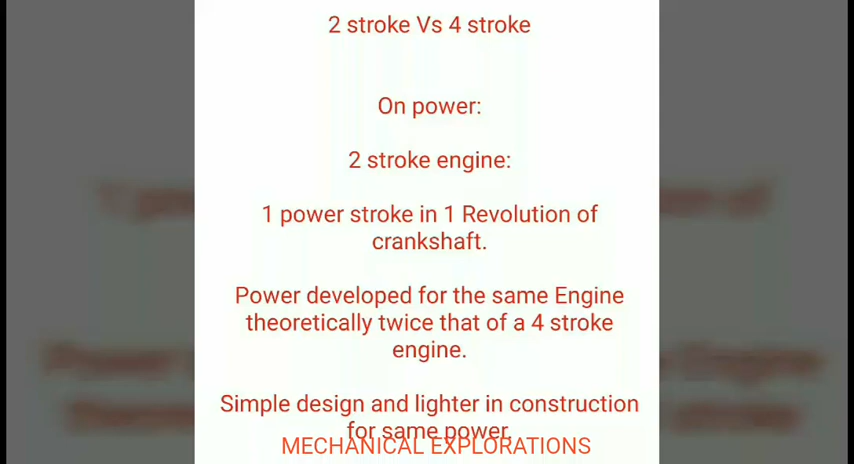 2 stroke Vs 4 stroke
On power:
2 stroke engine:
1 power stroke in 1 Revolution of
crankshaft.
Power developed for the same Engine
theoretically twice that of a 4 stroke
engine.
Simple design and lighter in construction
for same power.
MECHANICAL EXPLORATIONS